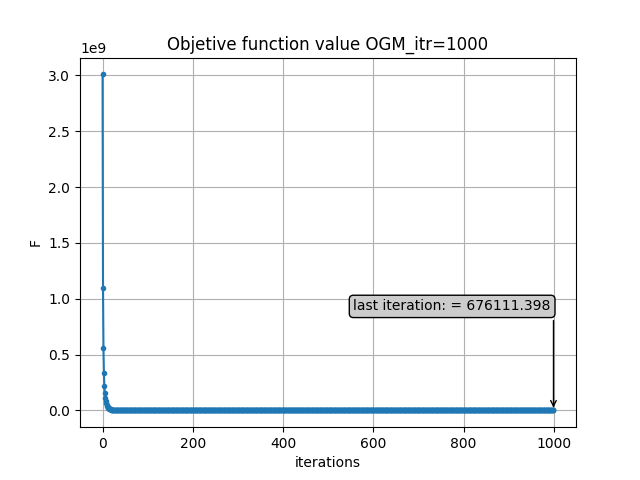 Objetive function value OGM_itr=1000
1e9
3.0
2.5
2.0
1.5
1.0
0.5
0.0
F
last iteration: = 676111.398
0 200 400 600 800 1000
iterations